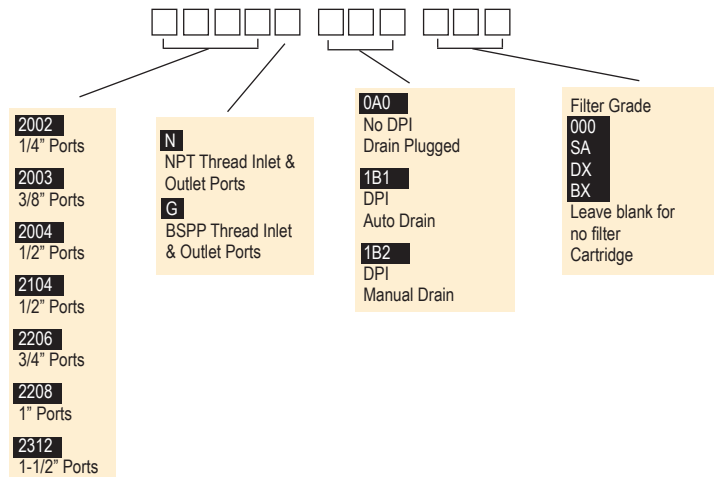 2002
1/4” Ports
2003
3/8” Ports
2004
1/2” Ports
2104
1/2” Ports
2206
3/4” Ports
2208
1” Ports
2312
1-1/2” Ports
N
NPT Thread Inlet &
Outlet Ports
G
BSPP Thread Inlet
& Outlet Ports
0A0
No DPI
Drain Plugged
1B1
DPI
Auto Drain
1B2
DPI
Manual Drain
Filter Grade
000
SA
DX
BX
Leave blank for
no filter
Cartridge